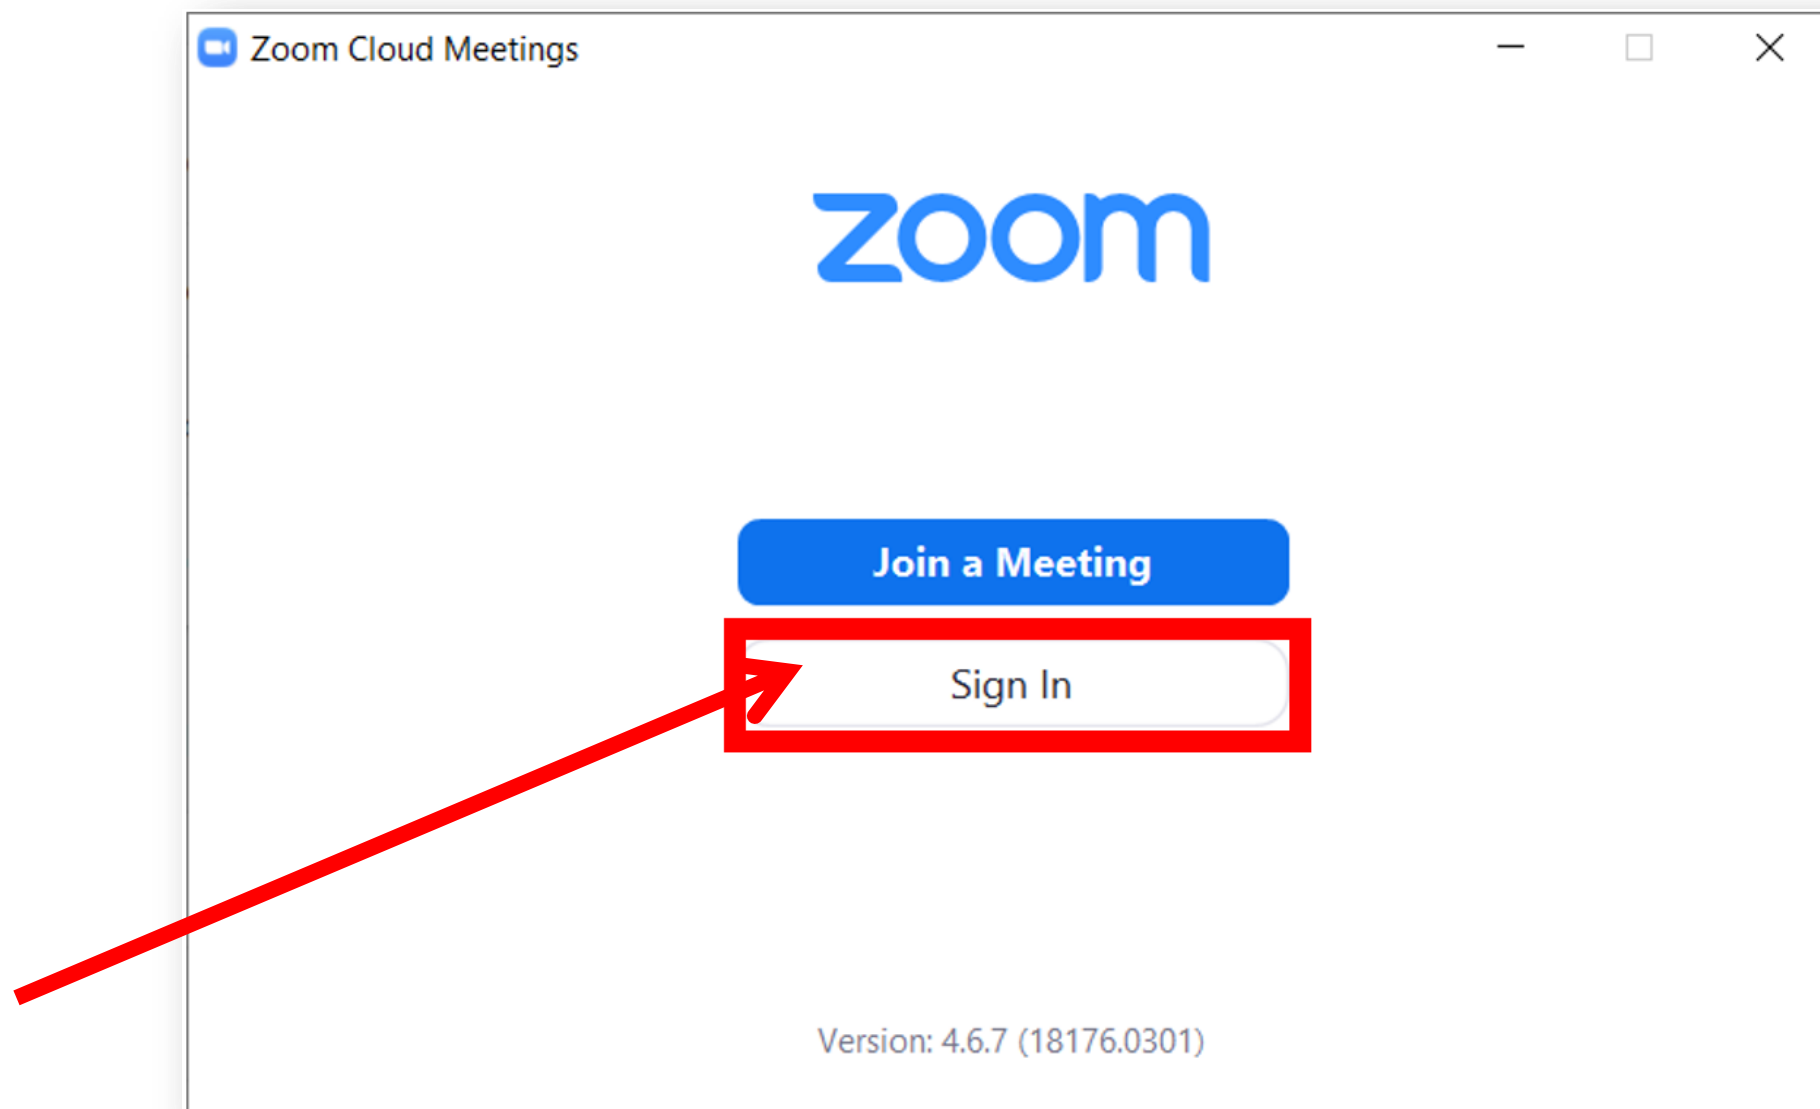 Zoom Cloud Meetings
zoom
Join a Meeting
Sign In
Version: 4.6.7 (18176.0301)